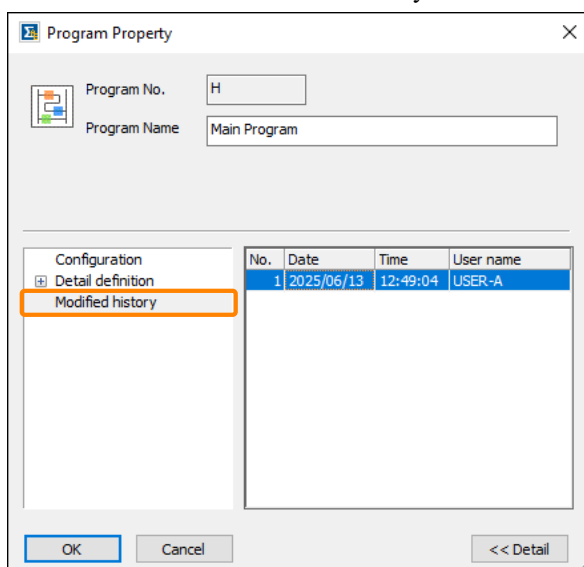 Program Property
Program No. H
Program Name Main Program
Configuration
Detail definition
Modified history
No. Date Time User name
1 2025/06/13 12:49:04 USER-A
OK Cancel << Detail